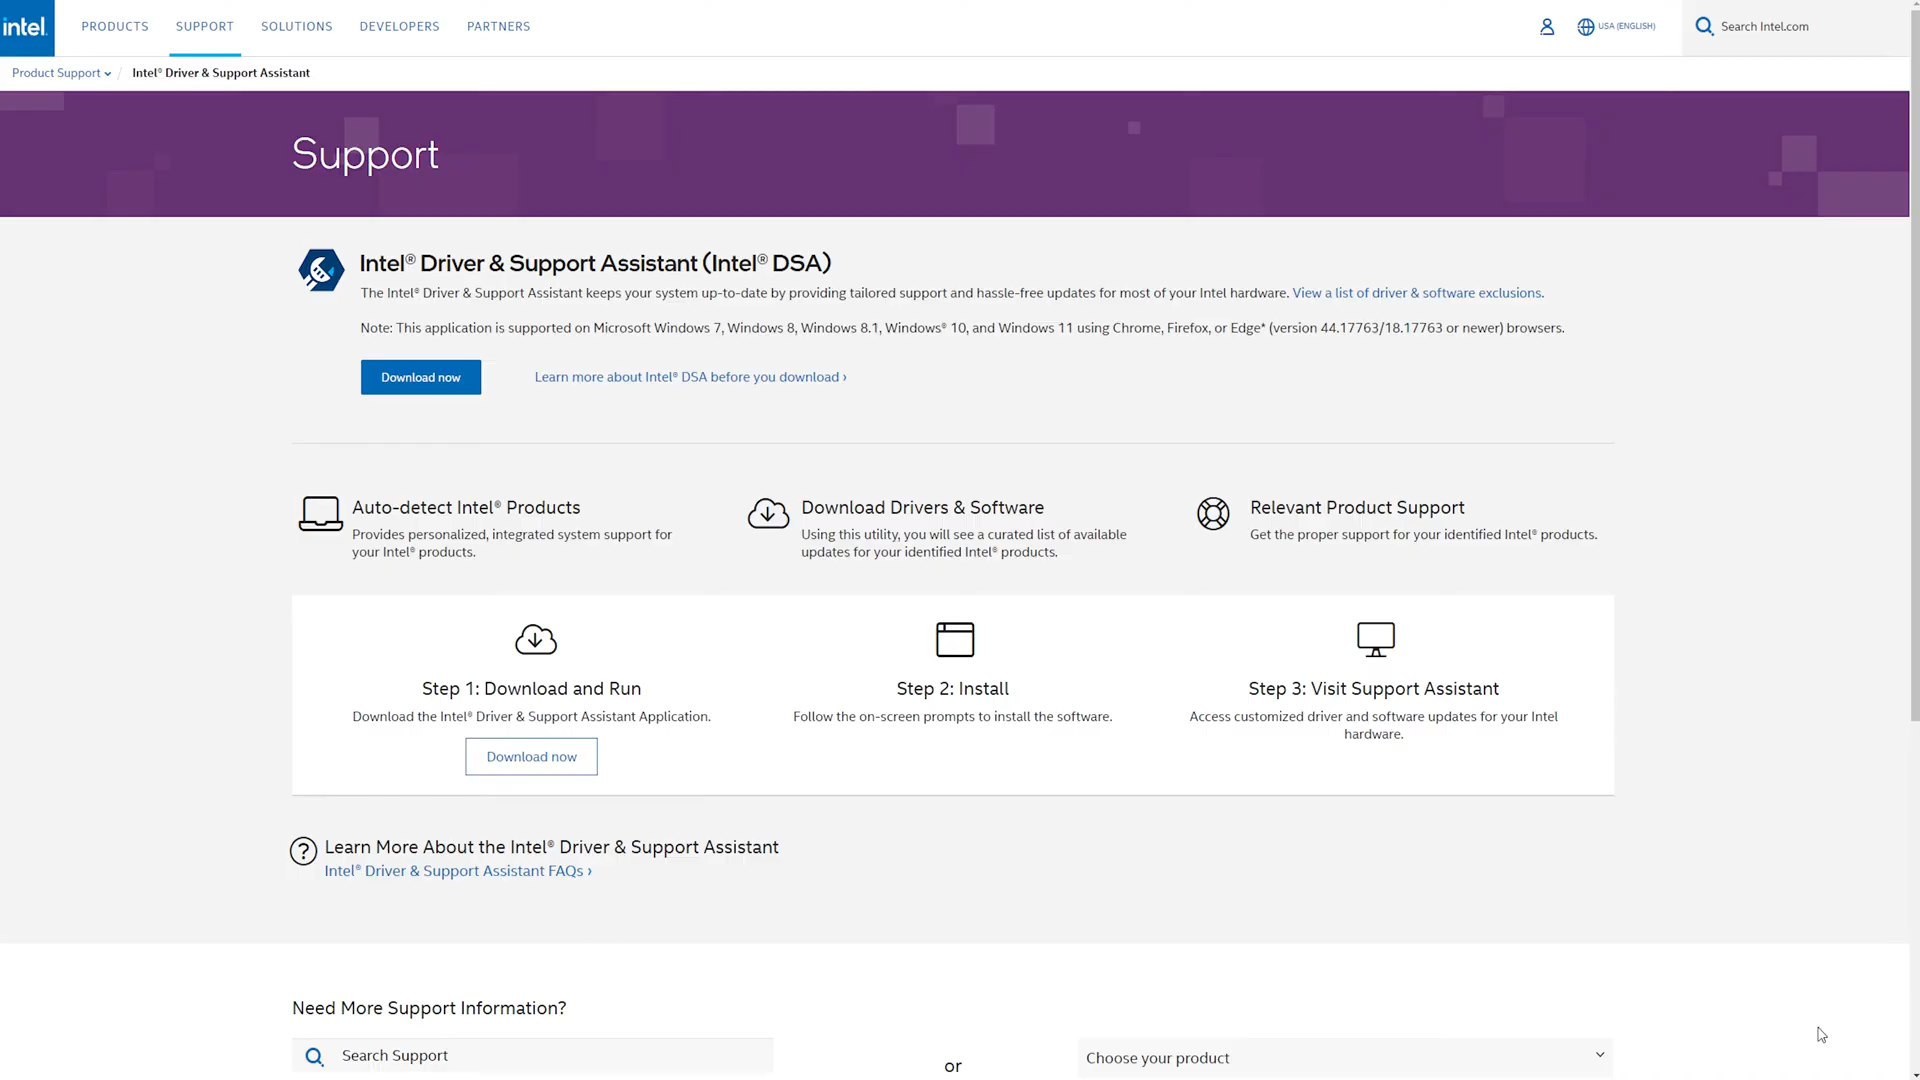 intel.
PRODUCTS SUPPORT SOLUTIONS DEVELOPERS PARTNERS
USA (ENGLISH)
Search Intel.com
Product Support / Intel® Driver & Support Assistant
Support
Intel® Driver & Support Assistant (Intel® DSA)
The Intel® Driver & Support Assistant keeps your system up-to-date by providing tailored support and hassle-free updates for most of your Intel hardware. View a list of driver & software exclusions.
Note: This application is supported on Microsoft Windows 7, Windows 8, Windows 8.1, Windows® 10, and Windows 11 using Chrome, Firefox, or Edge* (version 44.17763/18.17763 or newer) browsers.
Download now
Learn more about Intel® DSA before you download ›
Auto-detect Intel® Products
Provides personalized, integrated system support for
your Intel® products.
Download Drivers & Software
Using this utility, you will see a curated list of available
updates for your identified Intel® products.
Relevant Product Support
Get the proper support for your identified Intel® products.
Step 1: Download and Run
Download the Intel® Driver & Support Assistant Application.
Download now
Step 2: Install
Follow the on-screen prompts to install the software.
Step 3: Visit Support Assistant
Access customized driver and software updates for your Intel
hardware.
Learn More About the Intel® Driver & Support Assistant
Intel® Driver & Support Assistant FAQs ›
Need More Support Information?
Search Support
or
Choose your product